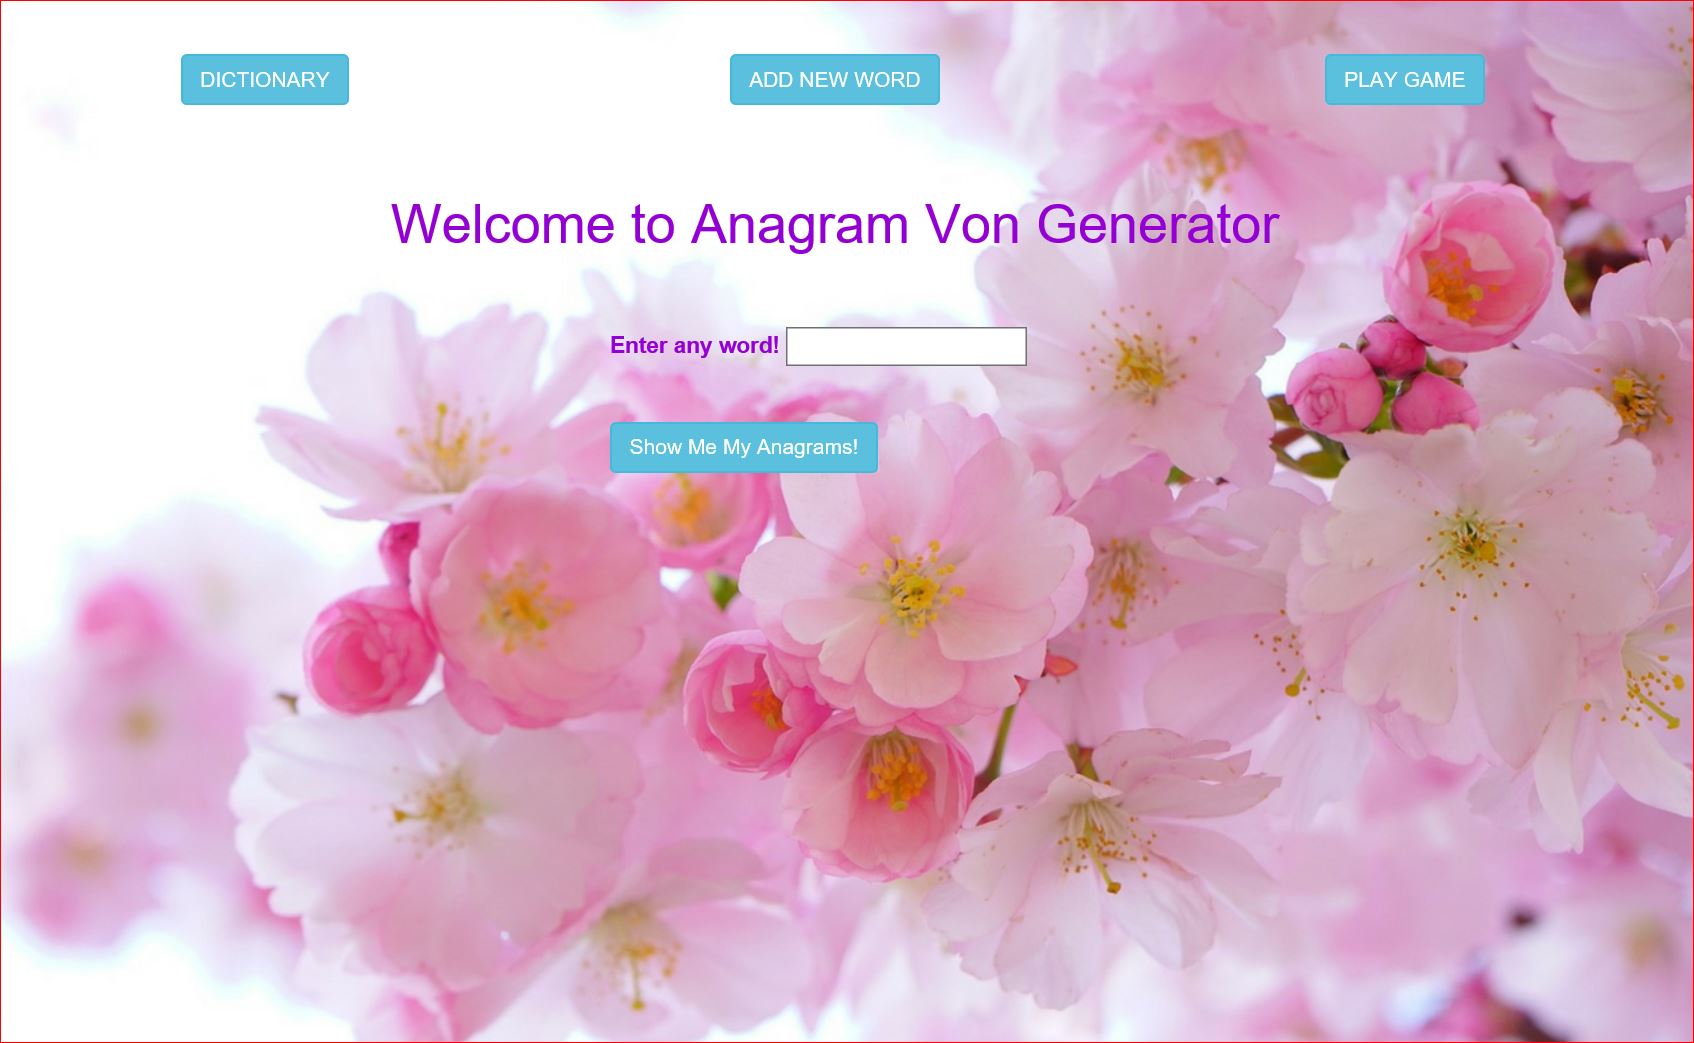 DICTIONARY
ADD NEW WORD
PLAY GAME
Welcome to Anagram Von Generator
Enter any word!
Show Me My Anagrams!